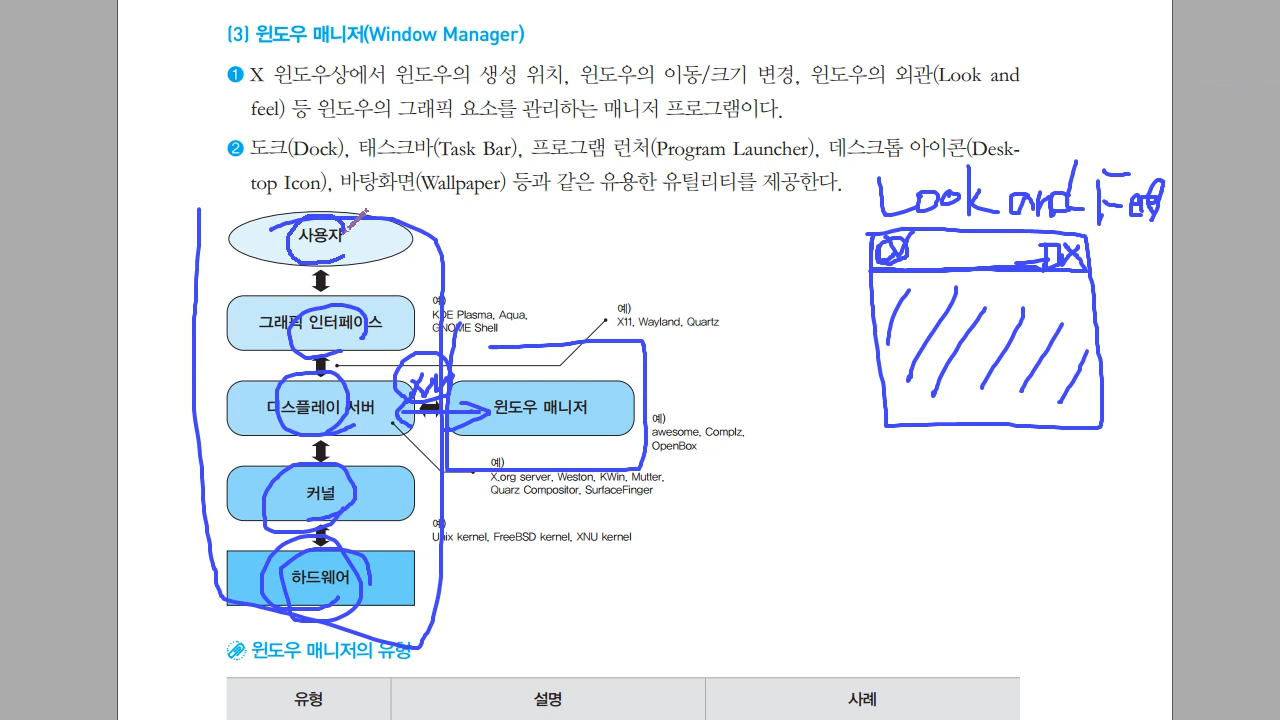 (3) 윈도우 매니저(Window Manager)
❶ X 윈도우상에서 윈도우의 생성 위치, 윈도우의 이동/크기 변경, 윈도우의 외관(Look and
feel) 등 윈도우의 그래픽 요소를 관리하는 매니저 프로그램이다.
❷ 도크(Dock), 태스크바(Task Bar), 프로그램 런처(Program Launcher), 데스크톱 아이콘(Desk-
top Icon), 바탕화면(Wallpaper) 등과 같은 유용한 유틸리티를 제공한다.
Look and Feel
사용자
X
_ㅁX
그래픽 인터페이스
예)
KDE Plasma, Aqua,
GNOME Shell
예)
X11, Wayland, Quartz
디스플레이 서버
X11
윈도우 매니저
예)
awesome, Complz,
OpenBox
예)
X.org server, Weston, KWin, Mutter,
Quarz Compositor, SurfaceFinger
커널
예)
Unix kernel, FreeBSD kernel, XNU kernel
하드웨어
윈도우 매니저의 유형
유형 설명 사례